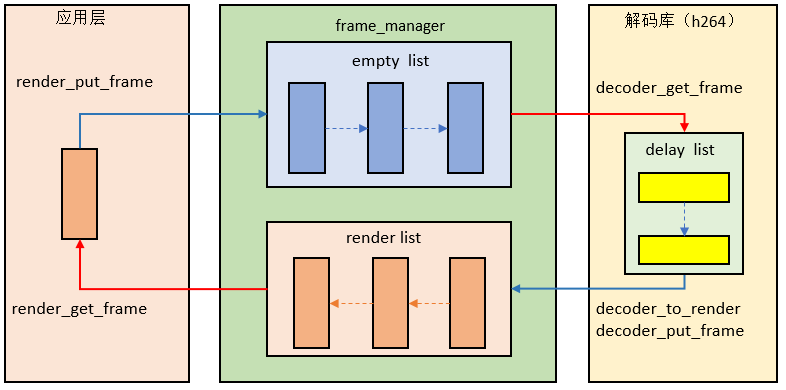 应用层
render_put_frame
render_get_frame
frame_manager
empty list
render list
解码库（h264）
decoder_get_frame
delay list
decoder_to_render
decoder_put_frame